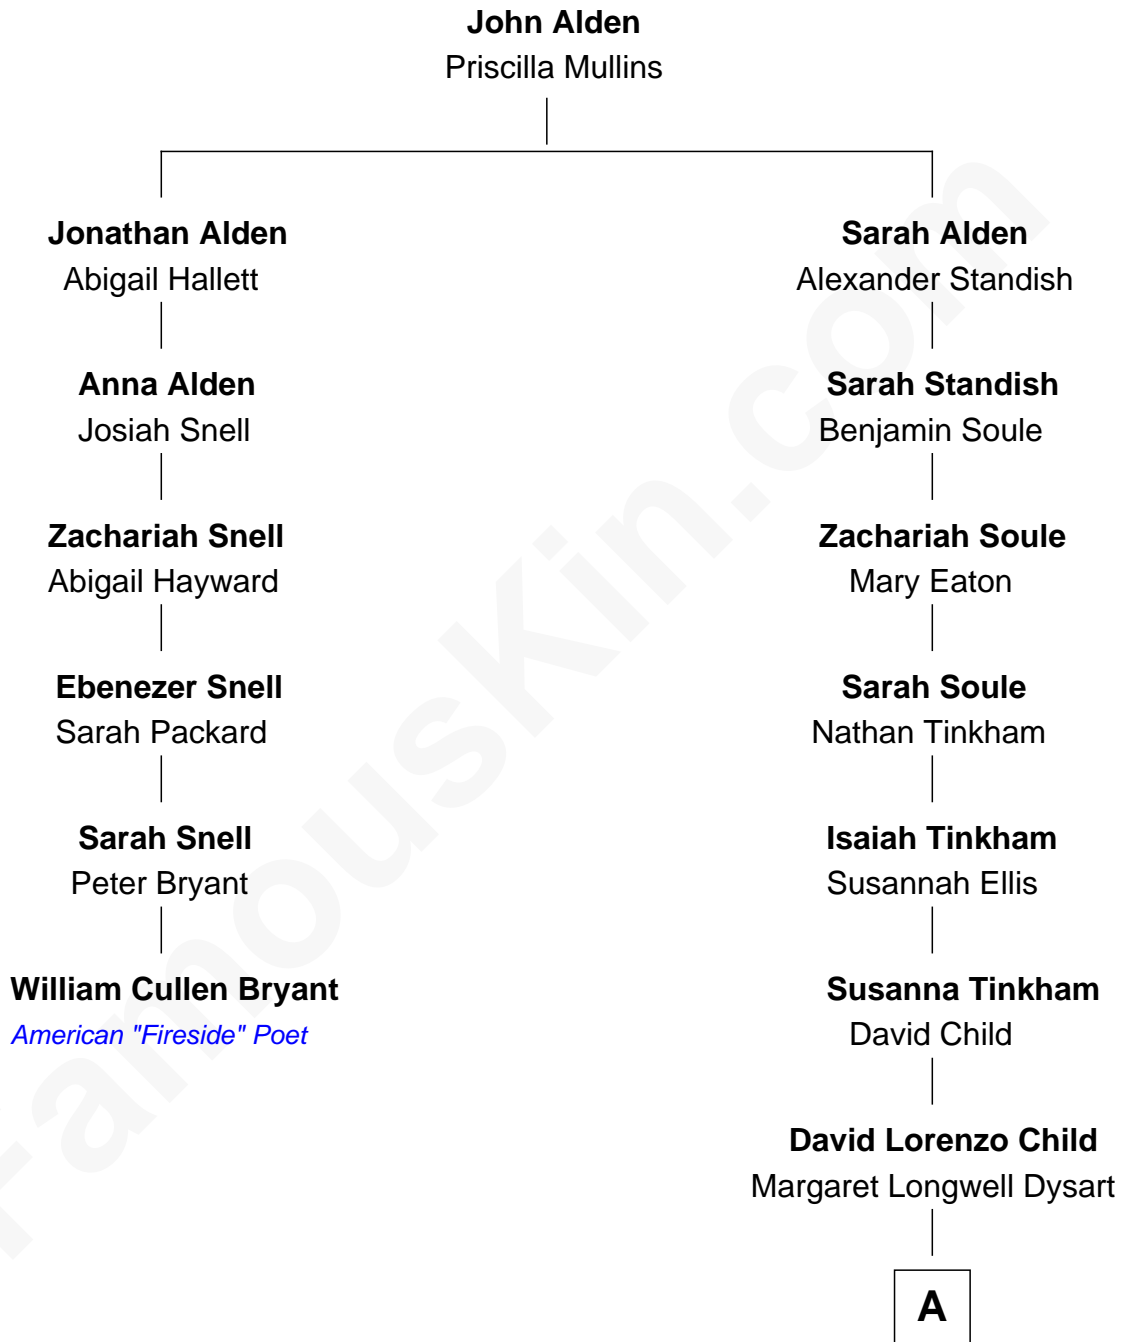 John Alden
Priscilla Mullins
Jonathan Alden
Abigail Hallett
Sarah Alden
Alexander Standish
Anna Alden
Josiah Snell
Sarah Standish
Benjamin Soule
Zachariah Snell
Abigail Hayward
Zachariah Soule
Mary Eaton
Ebenezer Snell
Sarah Packard
Sarah Soule
Nathan Tinkham
Sarah Snell
Peter Bryant
Isaiah Tinkham
Susannah Ellis
William Cullen Bryant
American "Fireside" Poet
Susanna Tinkham
David Child
David Lorenzo Child
Margaret Longwell Dysart
A
FamousKin.com